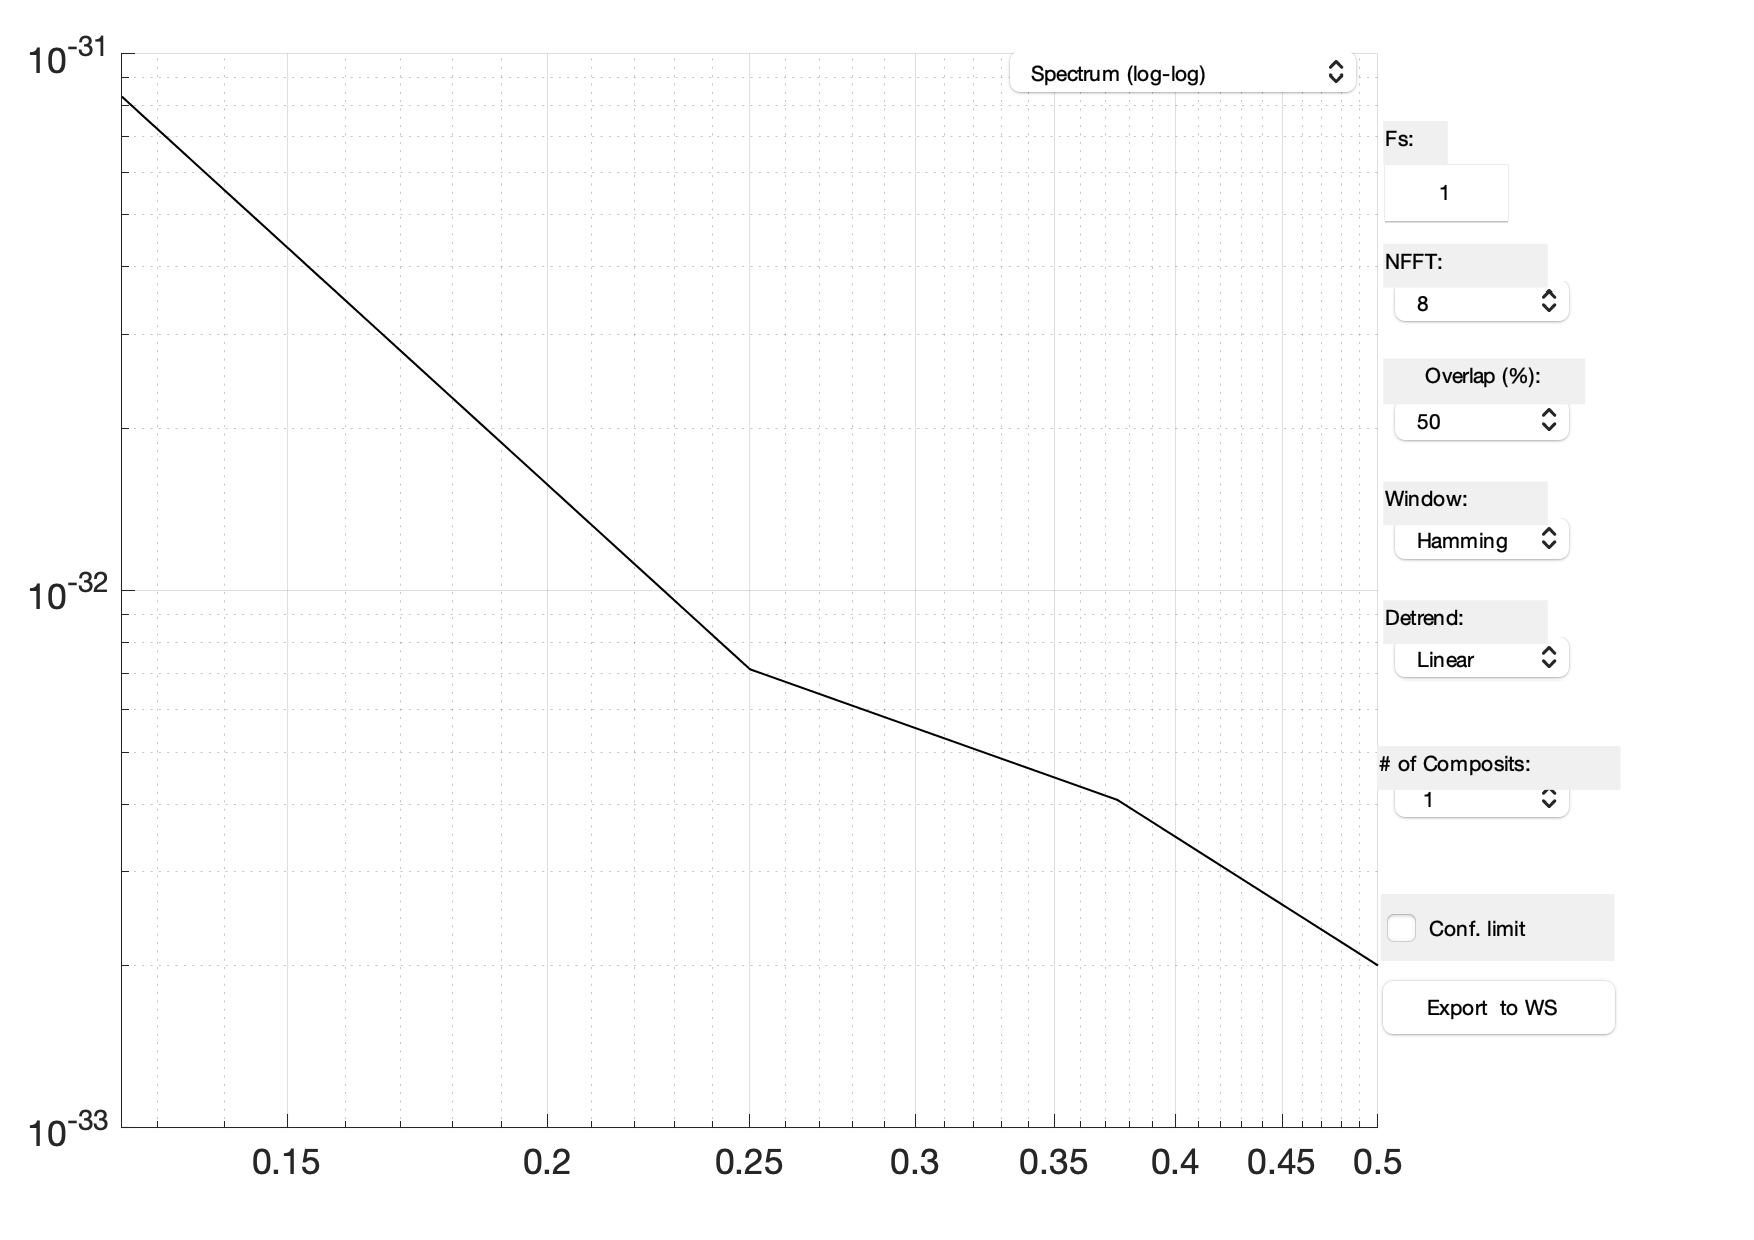 10-31
Spectrum (log-log)
Fs:
1
NFFT:
8
Overlap (%):
50
Window:
Hamming
10-32
Detrend:
Linear
# of Composits:
1
Conf. limit
Export to WS
10-33
0.15 0.2 0.25 0.3 0.35 0.4 0.45 0.5